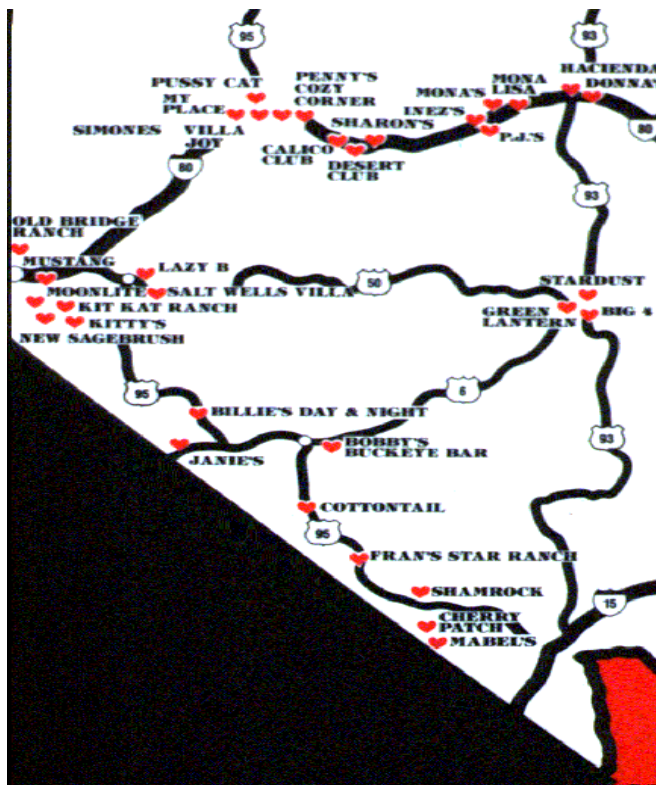 95
93
HACIENDA
DONNA'S
PUSSY CAT
PENNY'S
COZY
CORNER
MONA
LISA
MONA'S
MY
PLACE
INEZ'S
SIMONES
VILLA
JOY
SHARON'S
P.J.'S
80
CALICO
CLUB
DESERT
CLUB
80
93
OLD BRIDGE
RANCH
MUSTANG
LAZY B
50
STARDUST
MOONLITE
SALT WELLS VILLA
KIT KAT RANCH
GREEN
LANTERN
BIG 4
KITTY'S
NEW SAGEBRUSH
95
6
BILLIE'S DAY & NIGHT
93
BOBBY'S
BUCKEYE BAR
JANIE'S
COTTONTAIL
95
FRAN'S STAR RANCH
SHAMROCK
15
CHERRY
PATCH
MABEL'S